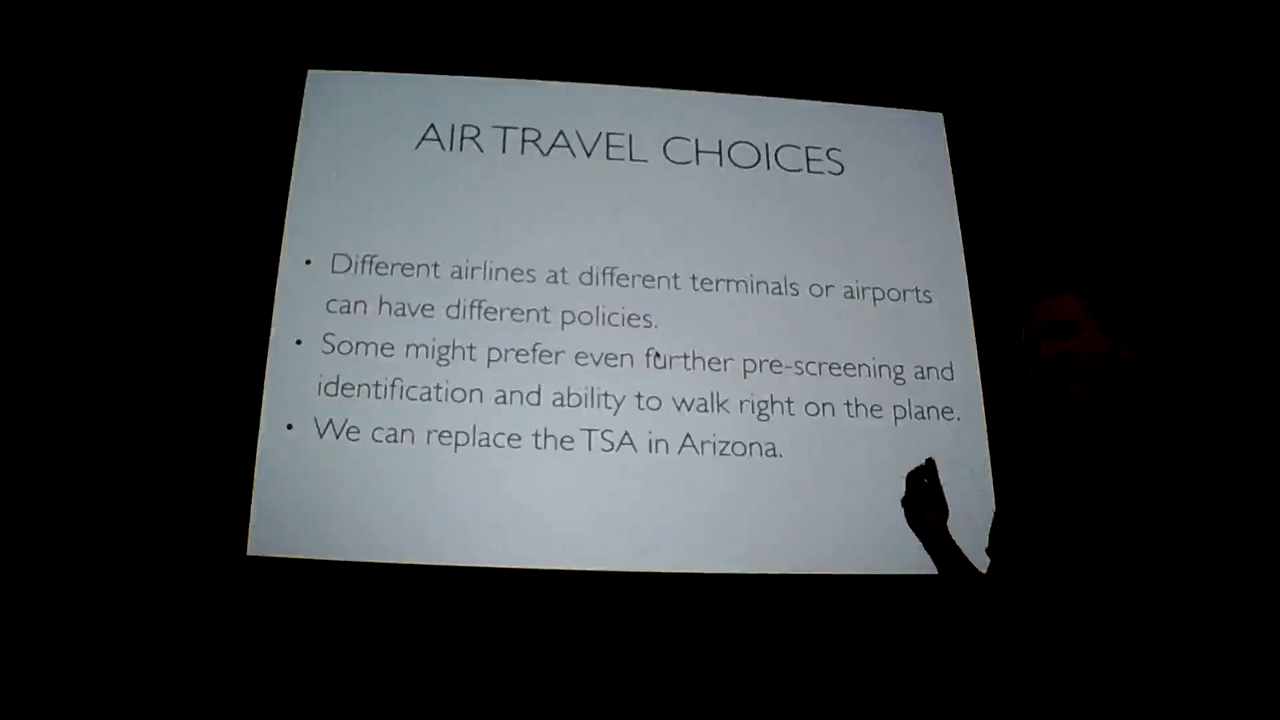 AIR TRAVEL CHOICES
• Different airlines at different terminals or airports
can have different policies.
• Some might prefer even further pre-screening and
identification and ability to walk right on the plane.
• We can replace the TSA in Arizona.